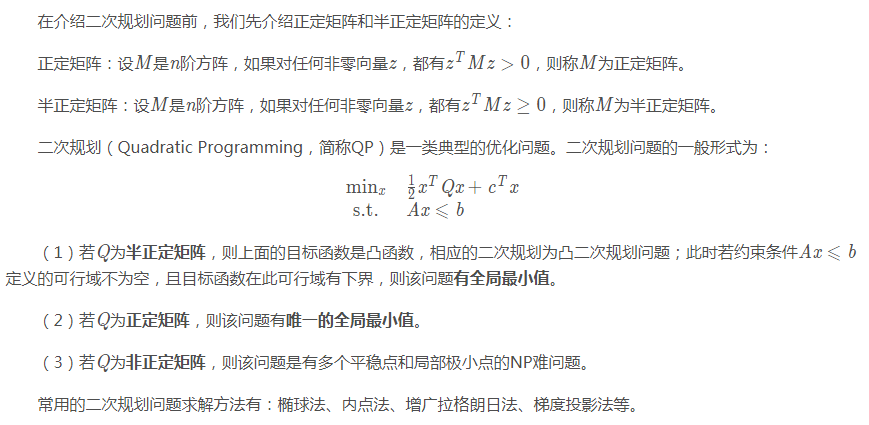 在介绍二次规划问题前，我们先介绍正定矩阵和半正定矩阵的定义：
正定矩阵：设M是n阶方阵，如果对任何非零向量z，都有z^T Mz > 0，则称M为正定矩阵。
半正定矩阵：设M是n阶方阵，如果对任何非零向量z，都有z^T Mz ≥ 0，则称M为半正定矩阵。
二次规划（Quadratic Programming，简称QP）是一类典型的优化问题。二次规划问题的一般形式为：
min_x ½x^T Qx + c^T x
s.t. Ax ⩽ b
（1）若Q为半正定矩阵，则上面的目标函数是凸函数，相应的二次规划为凸二次规划问题；此时若约束条件Ax ⩽ b
定义的可行域不为空，且目标函数在此可行域有下界，则该问题有全局最小值。
（2）若Q为正定矩阵，则该问题有唯一的全局最小值。
（3）若Q为非正定矩阵，则该问题是有多个平稳点和局部极小点的NP难问题。
常用的二次规划问题求解方法有：椭球法、内点法、增广拉格朗日法、梯度投影法等。